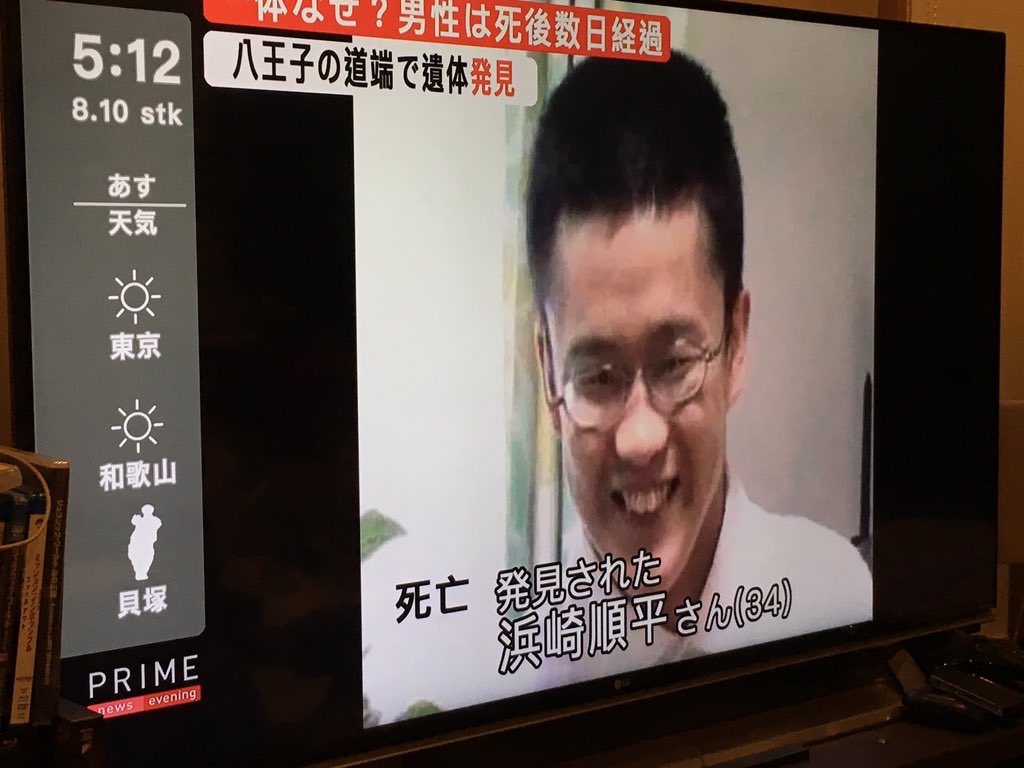 一体なぜ？男性は死後数日経過
八王子の道端で遺体発見
5:12
8.10 stk
あす
天気
東京
和歌山
貝塚
PRIME
news evening
死亡
発見された
浜崎順平さん(34)
LG